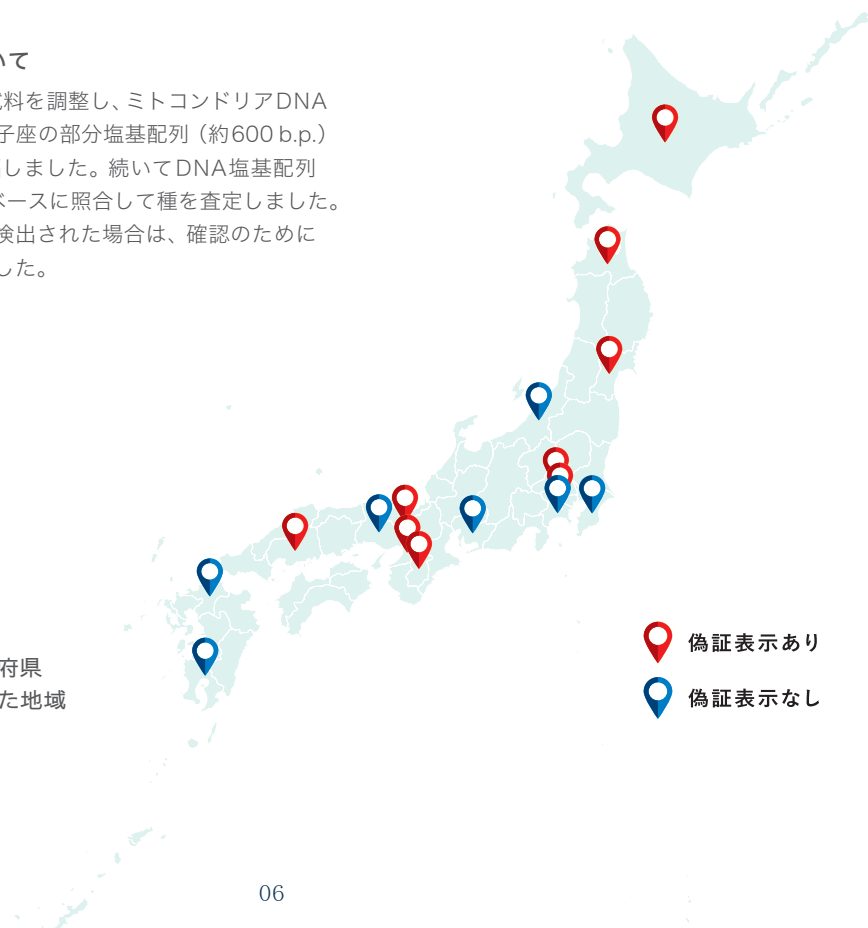 いて
料を調整し、ミトコンドリアDNA
子座の部分塩基配列（約600 b.p.）
しました。続いてDNA塩基配列
ベースに照合して種を査定しました。
検出された場合は、確認のために
した。
府県
た地域
偽証表示あり
偽証表示なし
06